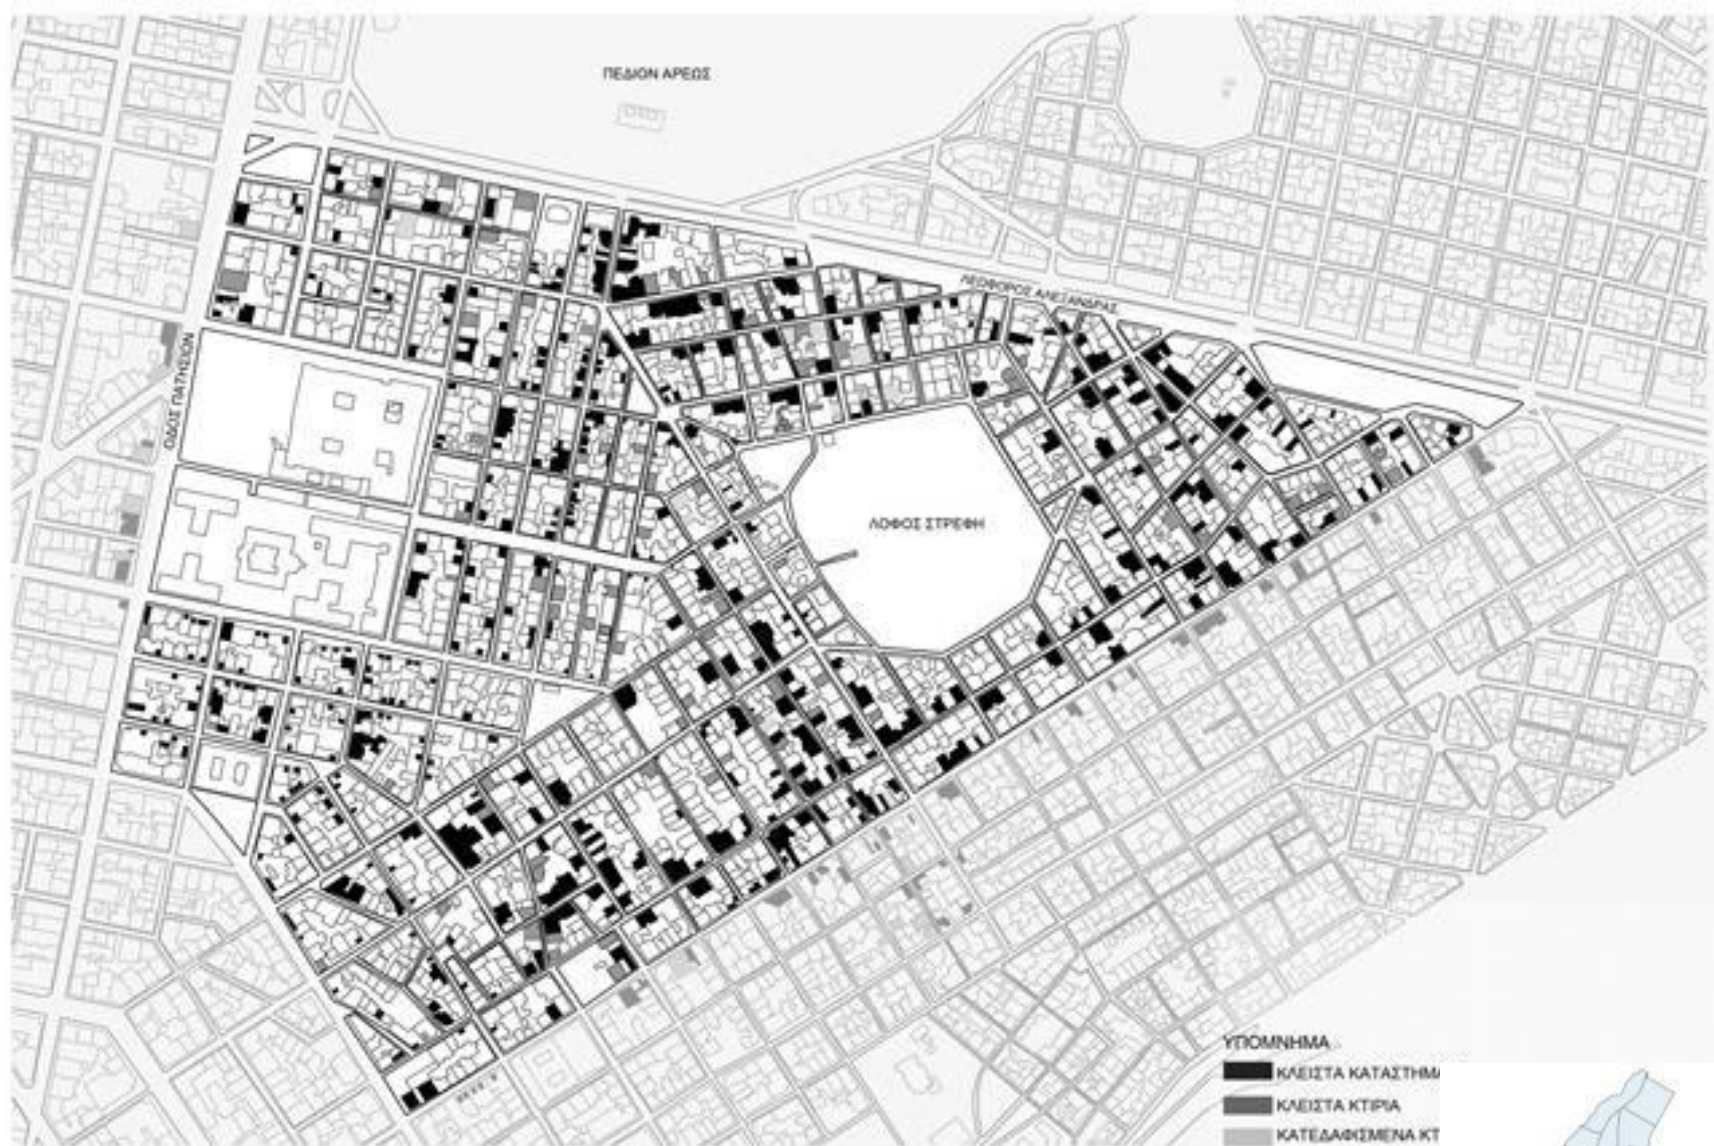 ΠΕΔΙΟΝ ΑΡΕΩΣ
ΛΕΩΦΟΡΟΣ ΑΛΕΞΑΝΔΡΑΣ
ΟΔΟΣ ΠΑΤΗΣΙΩΝ
ΛΟΦΟΣ ΣΤΡΕΦΗ
ΥΠΟΜΝΗΜΑ
ΚΛΕΙΣΤΑ ΚΑΤΑΣΤΗΜΑ
ΚΛΕΙΣΤΑ ΚΤΙΡΙΑ
ΚΑΤΕΔΑΦΙΣΜΕΝΑ ΚΤ